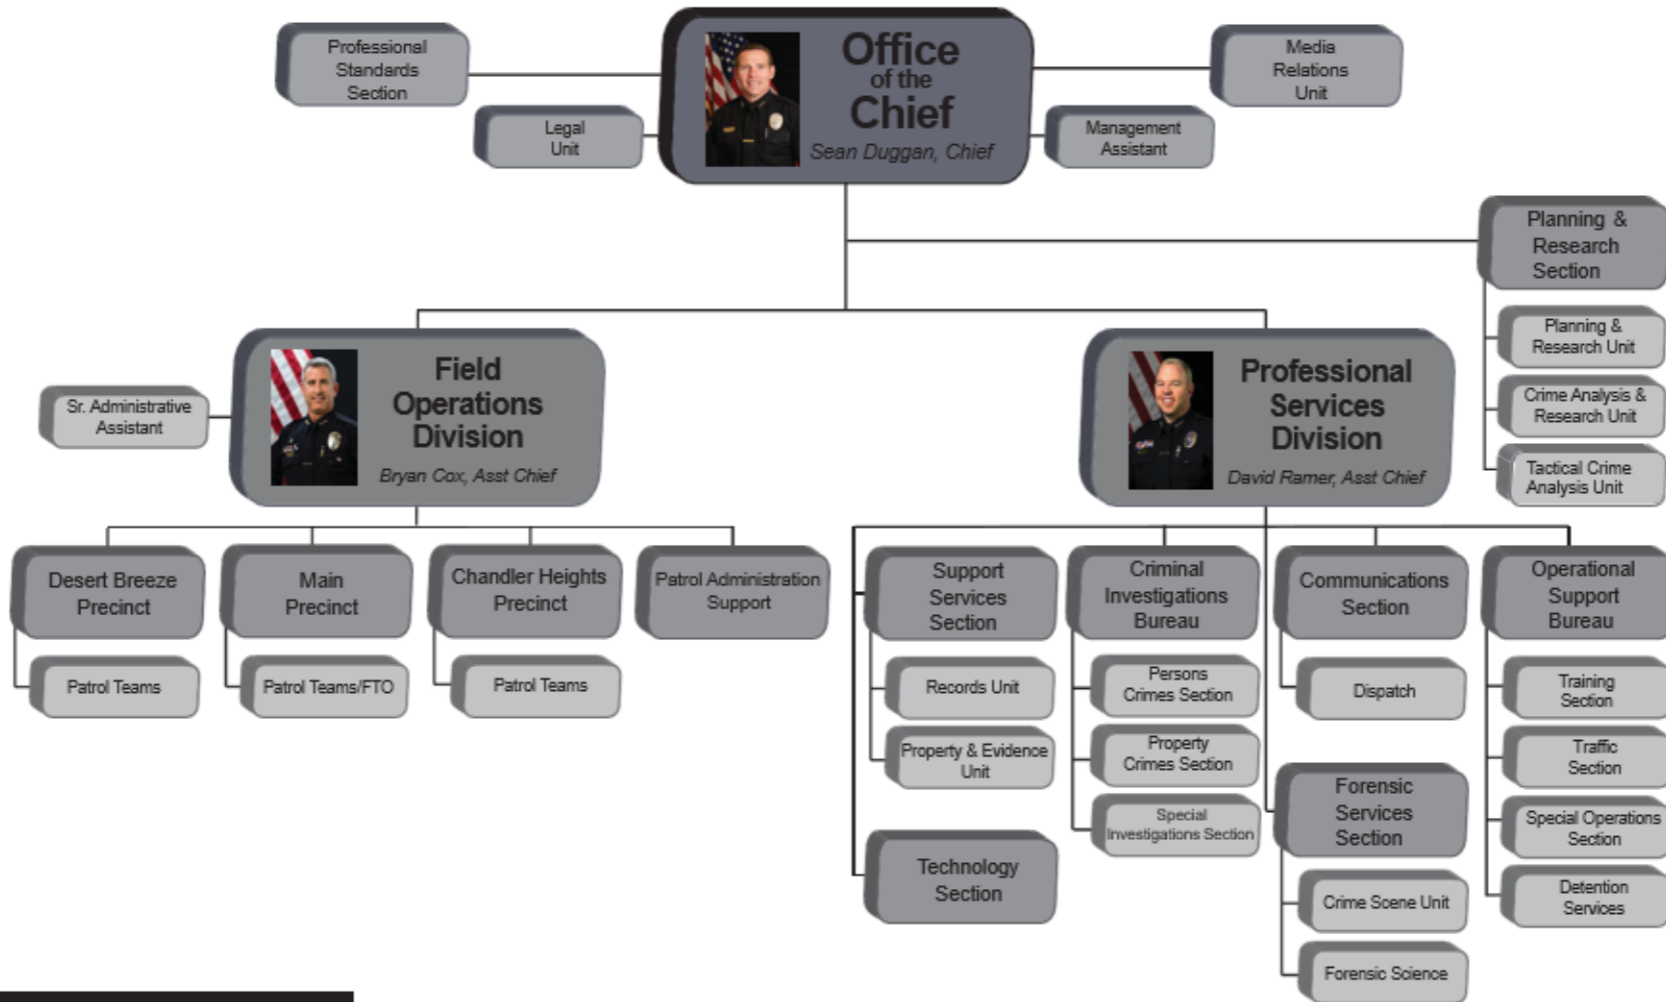 Professional
Standards
Section
Office
of the
Chief
Sean Duggan, Chief
Media
Relations
Unit
Legal
Unit
Management
Assistant
Planning &
Research
Section
Planning &
Research Unit
Crime Analysis &
Research Unit
Tactical Crime
Analysis Unit
Sr. Administrative
Assistant
Field
Operations
Division
Bryan Cox, Asst Chief
Professional
Services
Division
David Ramer, Asst Chief
Desert Breeze
Precinct
Patrol Teams
Main
Precinct
Patrol Teams/FTO
Chandler Heights
Precinct
Patrol Teams
Patrol Administration
Support
Support
Services
Section
Records Unit
Property & Evidence
Unit
Technology
Section
Criminal
Investigations
Bureau
Persons
Crimes Section
Property
Crimes Section
Special
Investigations Section
Communications
Section
Dispatch
Forensic
Services
Section
Crime Scene Unit
Forensic Science
Operational
Support
Bureau
Training
Section
Traffic
Section
Special Operations
Section
Detention
Services